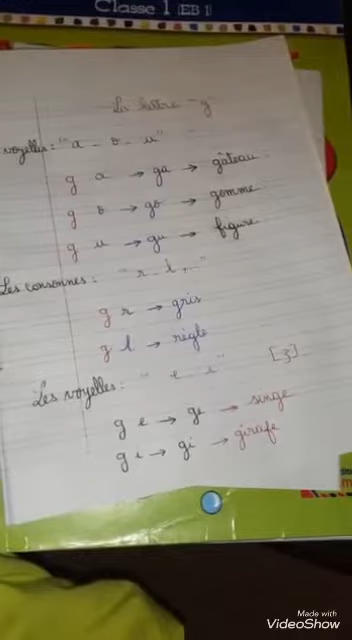 Classe 1 (EB1)
La lettre "g"
voyelles: "a - o - u"
g a → ga → gâteau
g o → go → gomme
g u → gu → figure
Les consonnes: "r - l,..."
g r → gris
g l → règle
Les voyelles: "e i" [ʒ]
g e → ge → singe
g i → gi → girafe
Made with
VideoShow